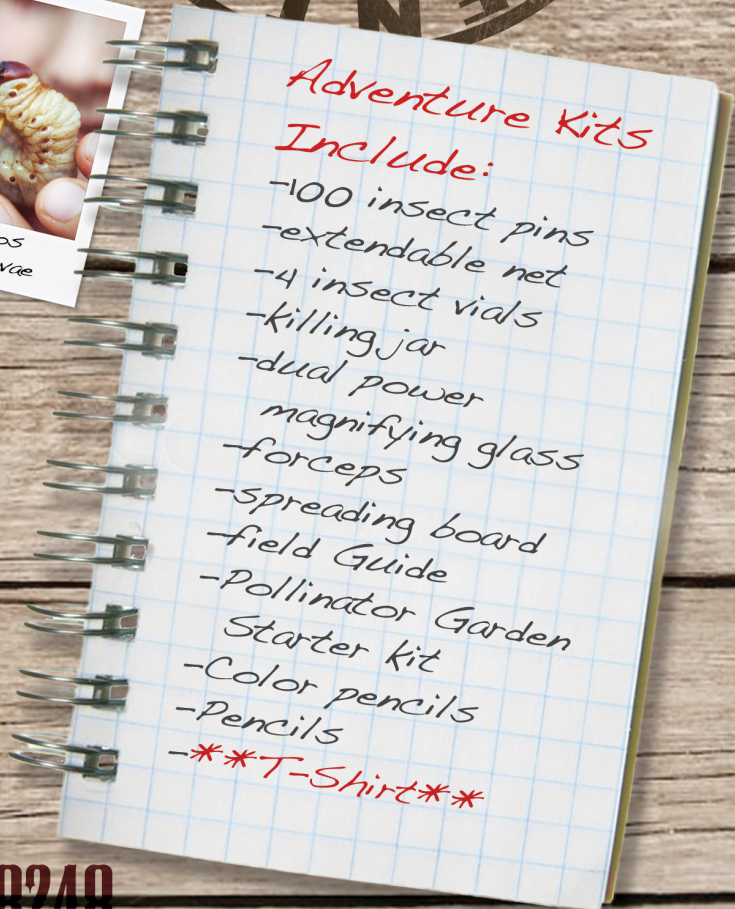 Adventure Kits
Include:
-100 insect pins
-extendable net
-4 insect vials
-killing jar
-dual power
magnifying glass
-forceps
-spreading board
-field Guide
-Pollinator Garden
Starter kit
-Color pencils
-Pencils
-**T-Shirt**